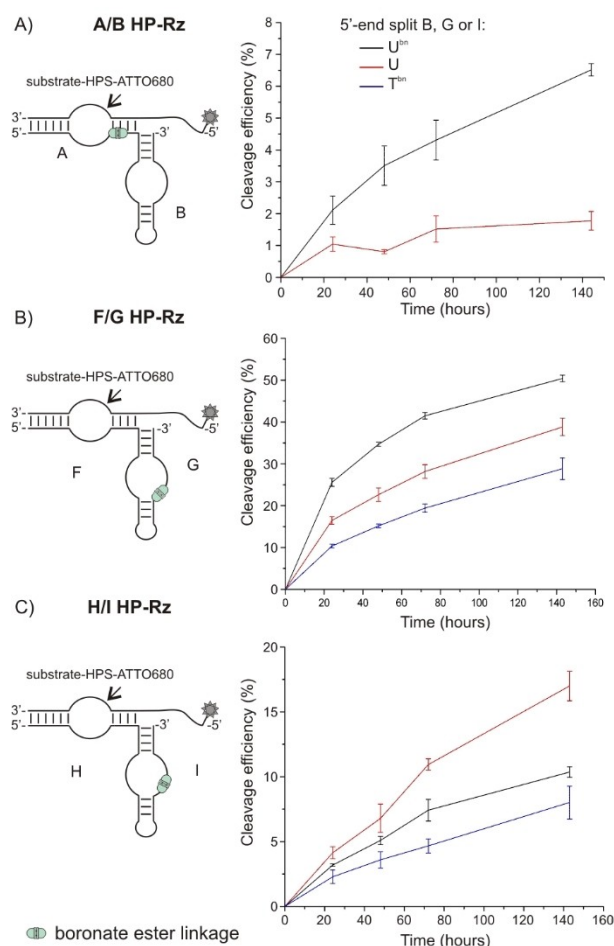 A) A/B HP-Rz
substrate-HPS-ATTO680
3'-
5'-
-3'
-5'
A
B
5'-end split B, G or I:
U^bn
U
T^bn
Cleavage efficiency (%)
8
7
6
5
4
3
2
1
0
0 20 40 60 80 100 120 140
Time (hours)
B) F/G HP-Rz
substrate-HPS-ATTO680
3'-
5'-
-3'
-5'
F
G
Cleavage efficiency (%)
60
50
40
30
20
10
0
0 20 40 60 80 100 120 140 160
Time (hours)
C) H/I HP-Rz
substrate-HPS-ATTO680
3'-
5'-
-3'
-5'
H
I
Cleavage efficiency (%)
20
15
10
5
0
0 20 40 60 80 100 120 140 160
Time (hours)
boronate ester linkage